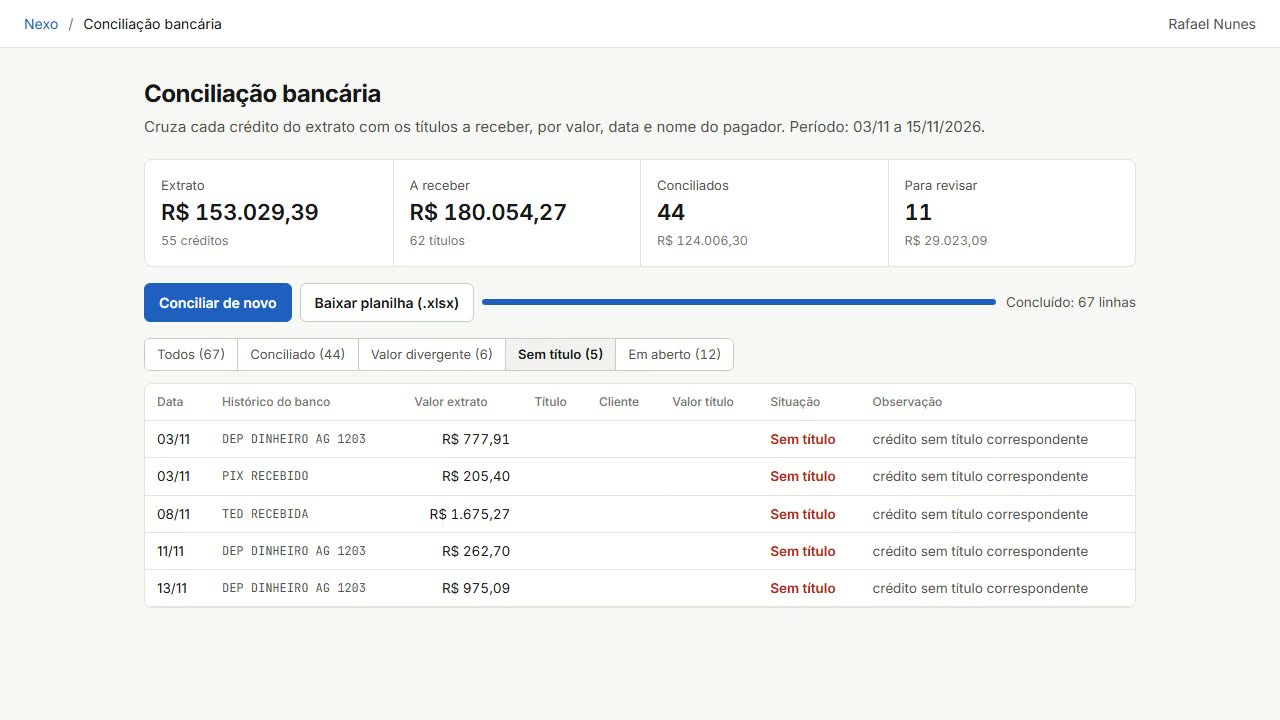 Nexo / Conciliação bancária
Rafael Nunes
Conciliação bancária
Cruza cada crédito do extrato com os títulos a receber, por valor, data e nome do pagador. Período: 03/11 a 15/11/2026.
Extrato A receber Conciliados Para revisar
R$ 153.029,39 R$ 180.054,27 44 11
55 créditos 62 títulos R$ 124.006,30 R$ 29.023,09
Conciliar de novo Baixar planilha (.xlsx) Concluído: 67 linhas
Todos (67) Conciliado (44) Valor divergente (6) Sem título (5) Em aberto (12)
Data Histórico do banco Valor extrato Título Cliente Valor título Situação Observação
03/11 DEP DINHEIRO AG 1203 R$ 777,91 Sem título crédito sem título correspondente
03/11 PIX RECEBIDO R$ 205,40 Sem título crédito sem título correspondente
08/11 TED RECEBIDA R$ 1.675,27 Sem título crédito sem título correspondente
11/11 DEP DINHEIRO AG 1203 R$ 262,70 Sem título crédito sem título correspondente
13/11 DEP DINHEIRO AG 1203 R$ 975,09 Sem título crédito sem título correspondente